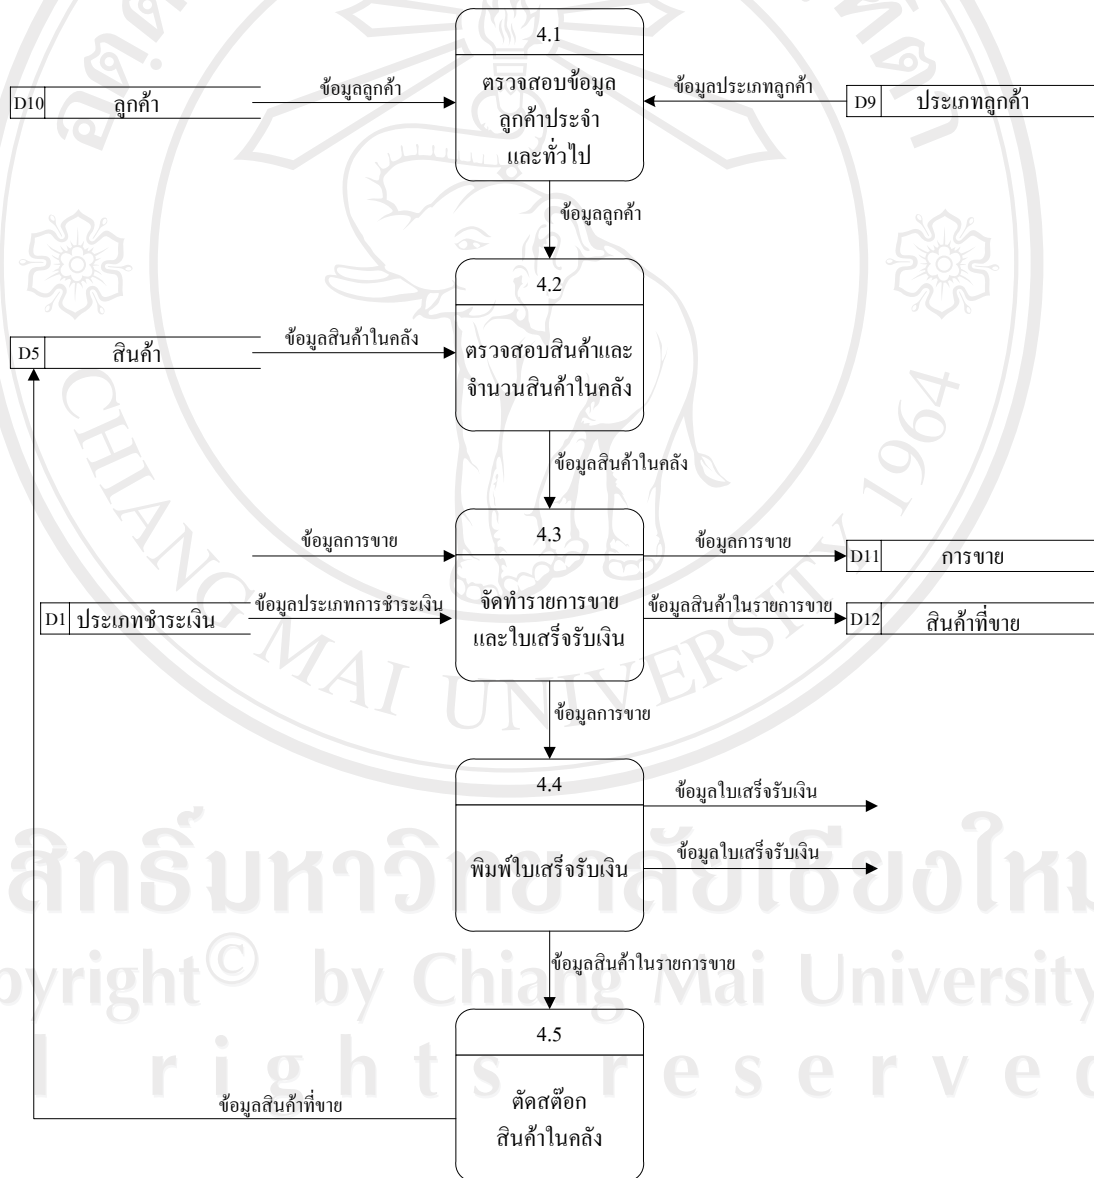 4.1
ตรวจสอบข้อมูล
ลูกค้าประจำ
และทั่วไป
D10 ลูกค้า
ข้อมูลลูกค้า
ข้อมูลประเภทลูกค้า
D9 ประเภทลูกค้า
ข้อมูลลูกค้า
4.2
ตรวจสอบสินค้าและ
จำนวนสินค้าในคลัง
D5 สินค้า
ข้อมูลสินค้าในคลัง
ข้อมูลสินค้าในคลัง
4.3
จัดทำรายการขาย
และใบเสร็จรับเงิน
ข้อมูลการขาย
D1 ประเภทชำระเงิน
ข้อมูลประเภทการชำระเงิน
ข้อมูลการขาย
D11 การขาย
ข้อมูลสินค้าในรายการขาย
D12 สินค้าที่ขาย
ข้อมูลการขาย
4.4
พิมพ์ใบเสร็จรับเงิน
ข้อมูลใบเสร็จรับเงิน
ข้อมูลใบเสร็จรับเงิน
ข้อมูลสินค้าในรายการขาย
4.5
ตัดสต๊อก
สินค้าในคลัง
ข้อมูลสินค้าที่ขาย
CHIANG MAI UNIVERSITY 1964
สิทธิ์มหาวิทยาลัยเชียงใหม
pyright© by Chiang Mai University
l rights reserved